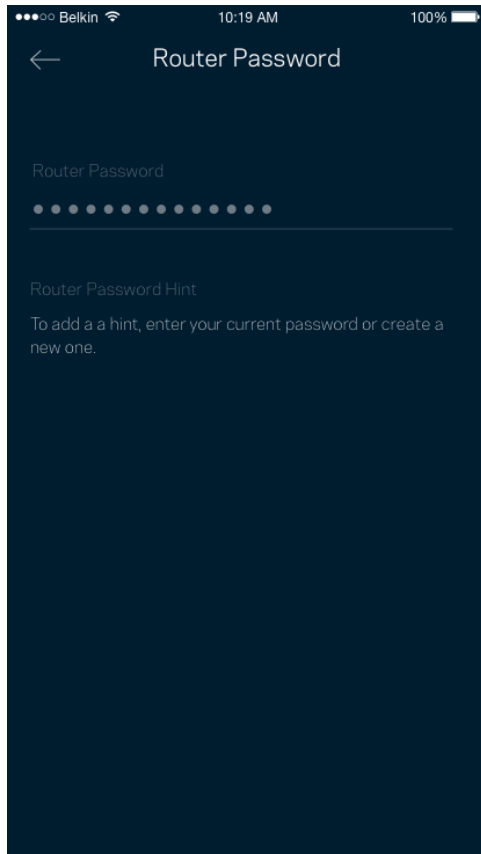 Belkin 10:19 AM 100%
Router Password
Router Password
●●●●●●●●●●●●●●
Router Password Hint
To add a a hint, enter your current password or create a
new one.